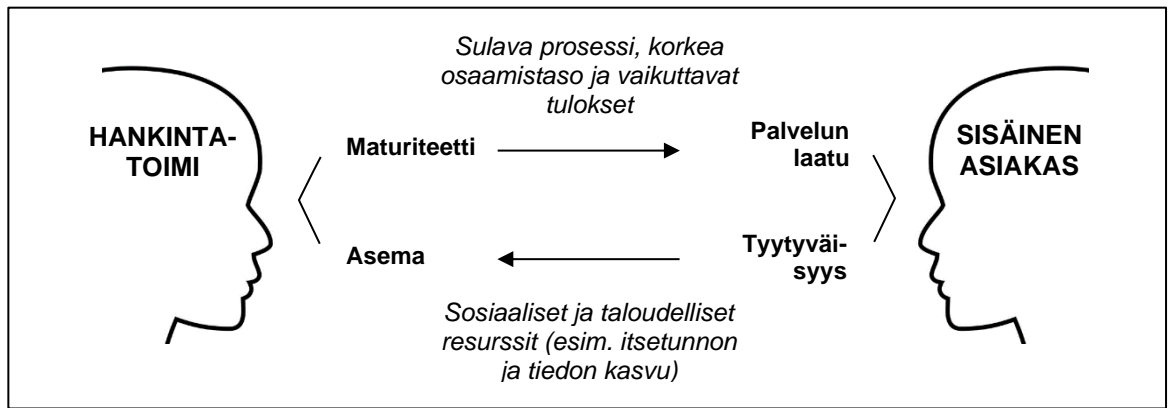 Sulava prosessi, korkea
osaamistaso ja vaikuttavat
tulokset
HANKINTA-
TOIMI
Maturiteetti
Palvelun
laatu
SISÄINEN
ASIAKAS
Asema
Tyytyväi-
syys
Sosiaaliset ja taloudelliset
resurssit (esim. itsetunnon
ja tiedon kasvu)